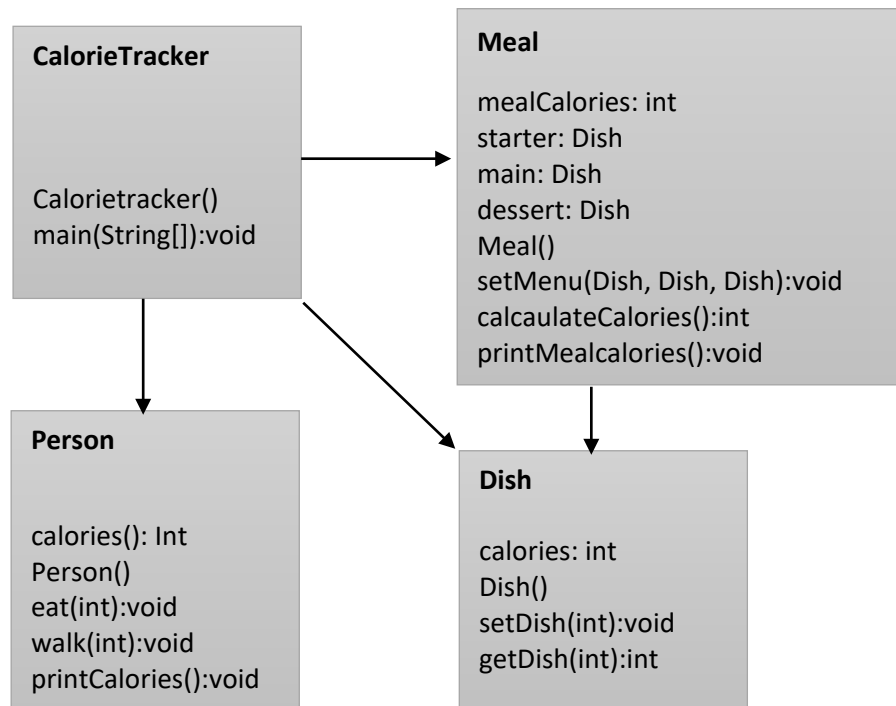 CalorieTracker
Calorietracker()
main(String[]):void
Meal
mealCalories: int
starter: Dish
main: Dish
dessert: Dish
Meal()
setMenu(Dish, Dish, Dish):void
calcaulateCalories():int
printMealcalories():void
Person
calories(): Int
Person()
eat(int):void
walk(int):void
printCalories():void
Dish
calories: int
Dish()
setDish(int):void
getDish(int):int